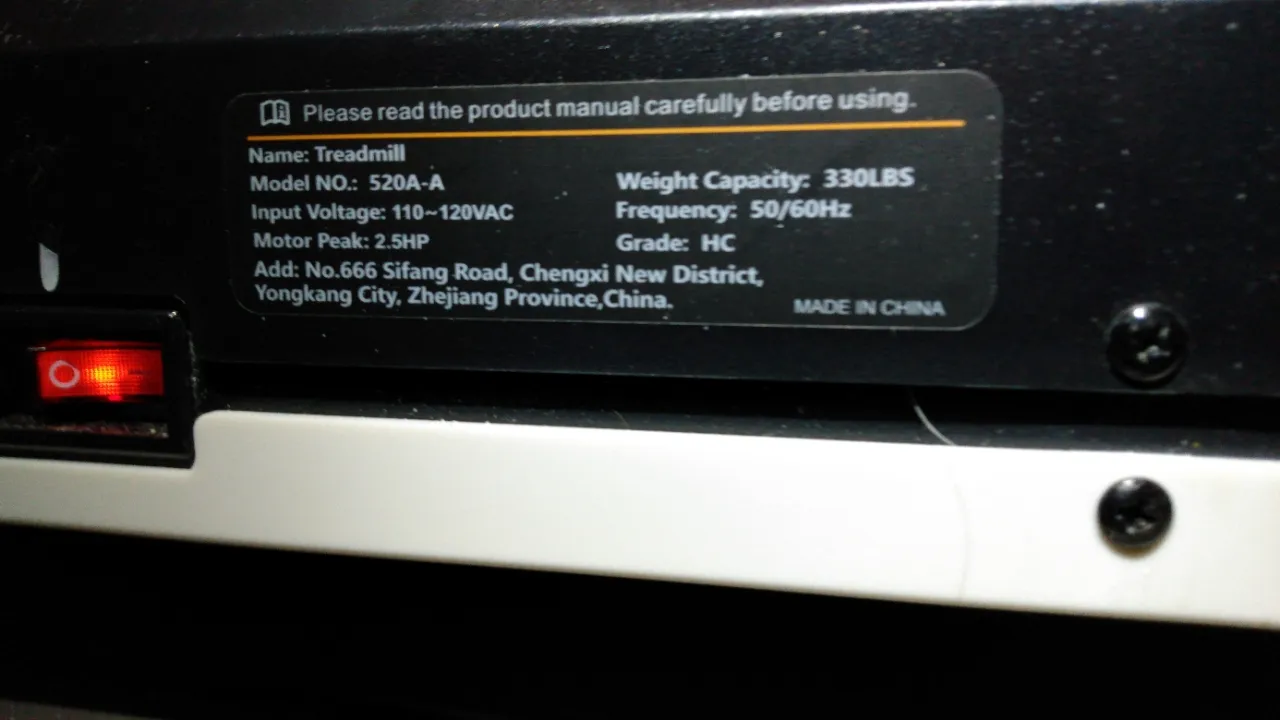 Please read the product manual carefully before using.
Name: Treadmill
Model NO.: 520A-A
Weight Capacity: 330LBS
Input Voltage: 110~120VAC
Frequency: 50/60Hz
Motor Peak: 2.5HP
Grade: HC
Add: No.666 Sifang Road, Chengxi New District,
Yongkang City, Zhejiang Province,China.
MADE IN CHINA